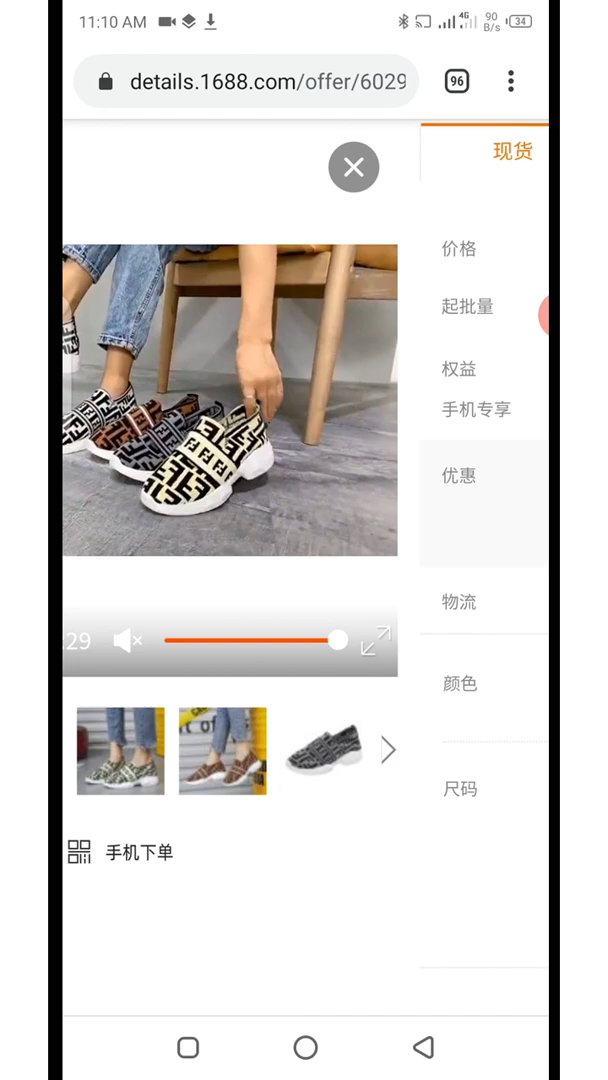 11:10 AM
4G
90
B/s
34
details.1688.com/offer/6029
96
现货
价格
起批量
权益
手机专享
优惠
物流
颜色
尺码
:29
手机下单